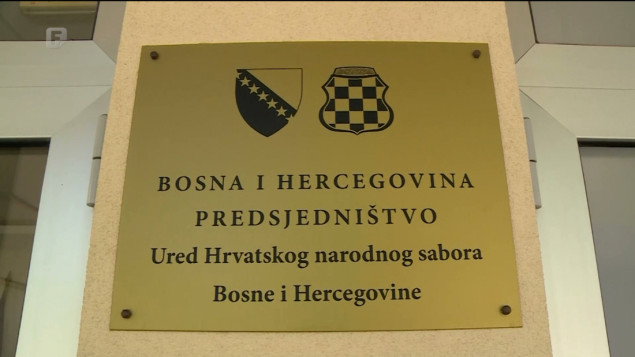 F
BOSNA I HERCEGOVINA
PREDSJEDNIŠTVO
Ured Hrvatskog narodnog sabora
Bosne i Hercegovine